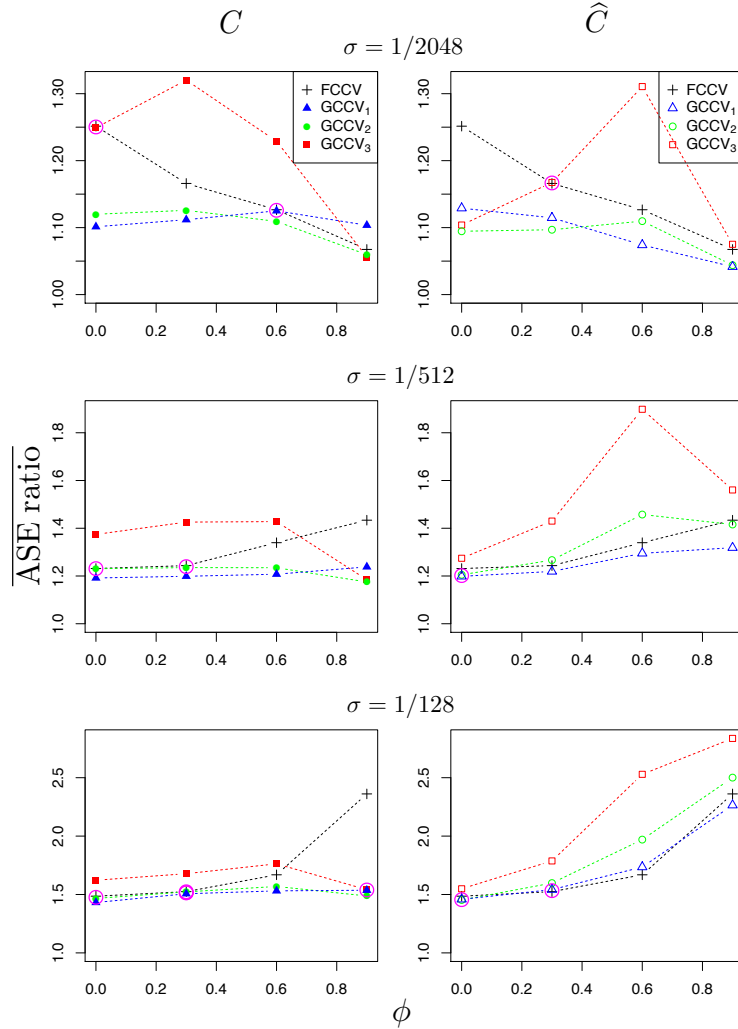 C Ĉ
σ = 1/2048
FCCV
GCCV₁
GCCV₂
GCCV₃
FCCV
GCCV₁
GCCV₂
GCCV₃
1.00 1.10 1.20 1.30
0.0 0.2 0.4 0.6 0.8
1.00 1.10 1.20 1.30
0.0 0.2 0.4 0.6 0.8
σ = 1/512
ASE ratio
1.0 1.2 1.4 1.6 1.8
0.0 0.2 0.4 0.6 0.8
1.0 1.2 1.4 1.6 1.8
0.0 0.2 0.4 0.6 0.8
σ = 1/128
1.0 1.5 2.0 2.5
0.0 0.2 0.4 0.6 0.8
1.0 1.5 2.0 2.5
0.0 0.2 0.4 0.6 0.8
ϕ